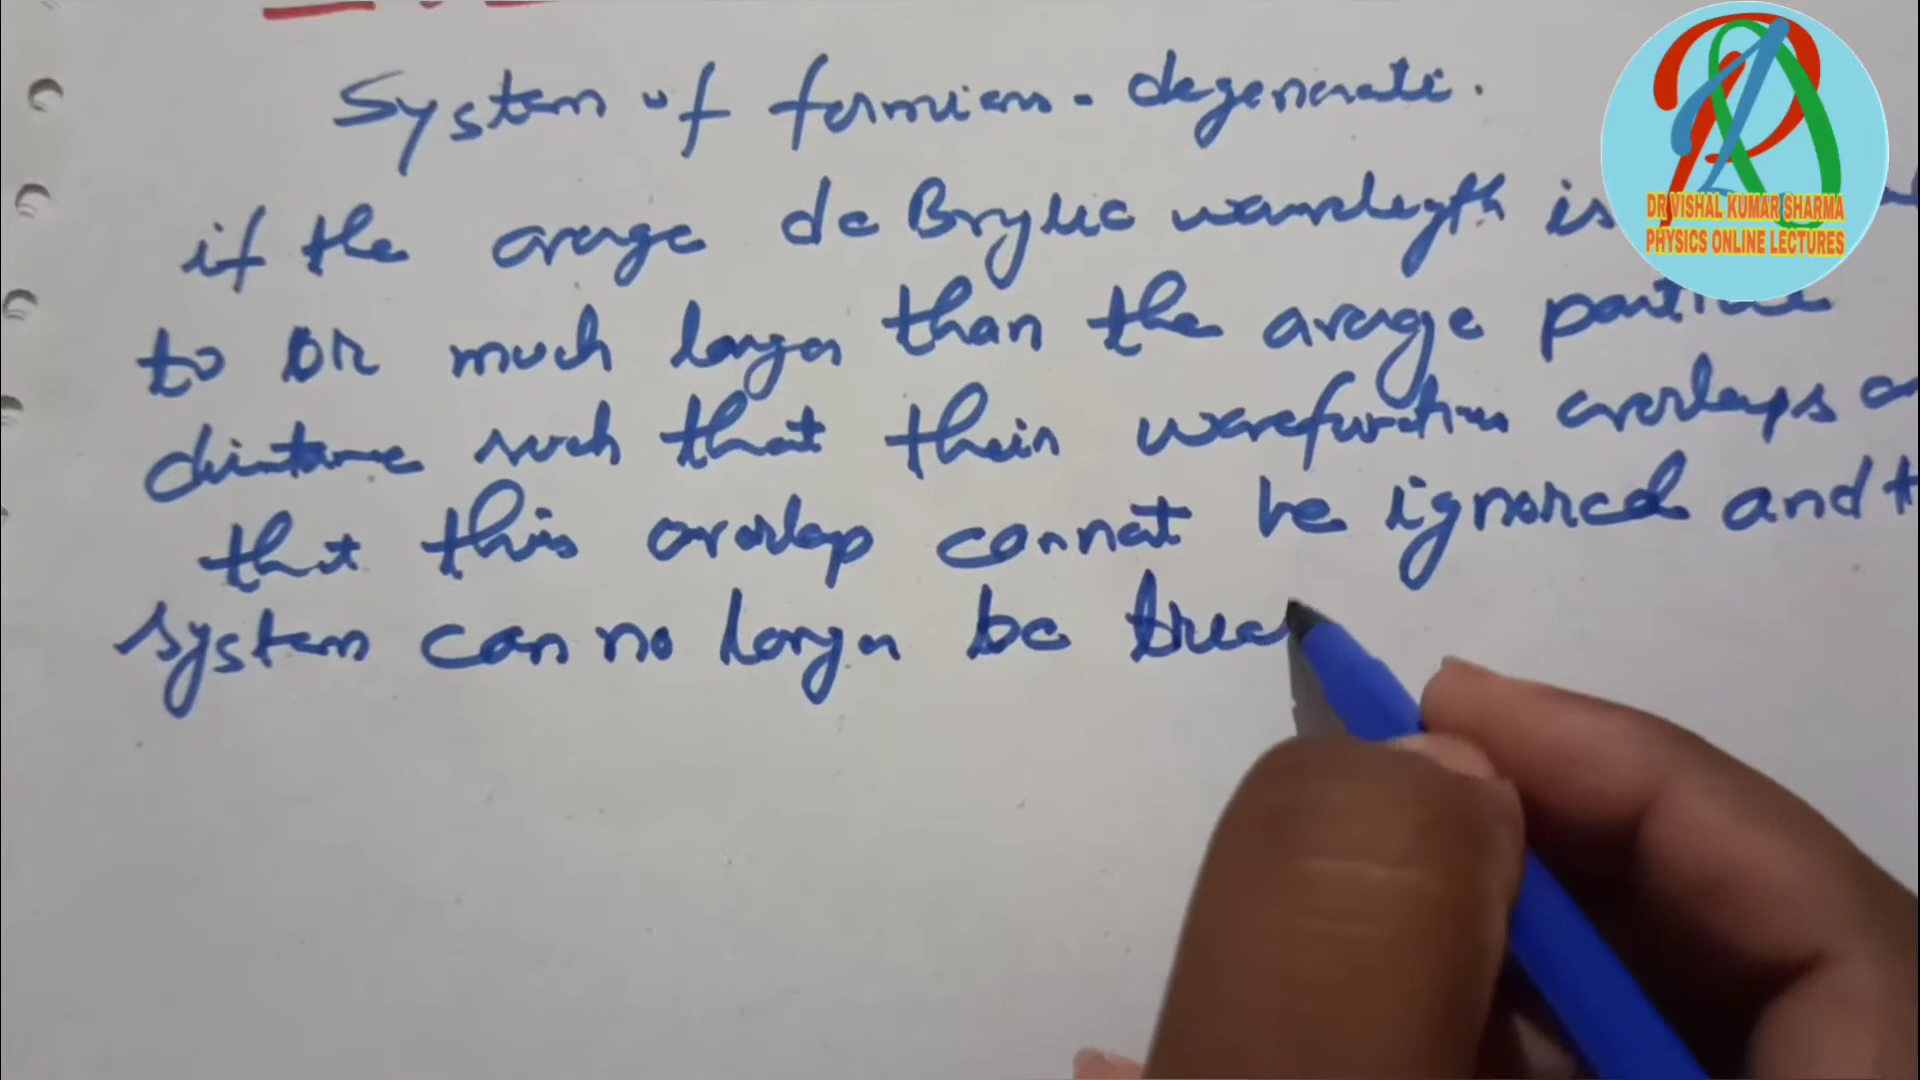 System of fermions - degenerate.
if the average de Broglie wavelength is
to or much larger than the average particle
distance such that their wavefunction overlaps
that this overlap cannot be ignored and
system can no longer be trea
DR VISHAL KUMAR SHARMA
PHYSICS ONLINE LECTURES